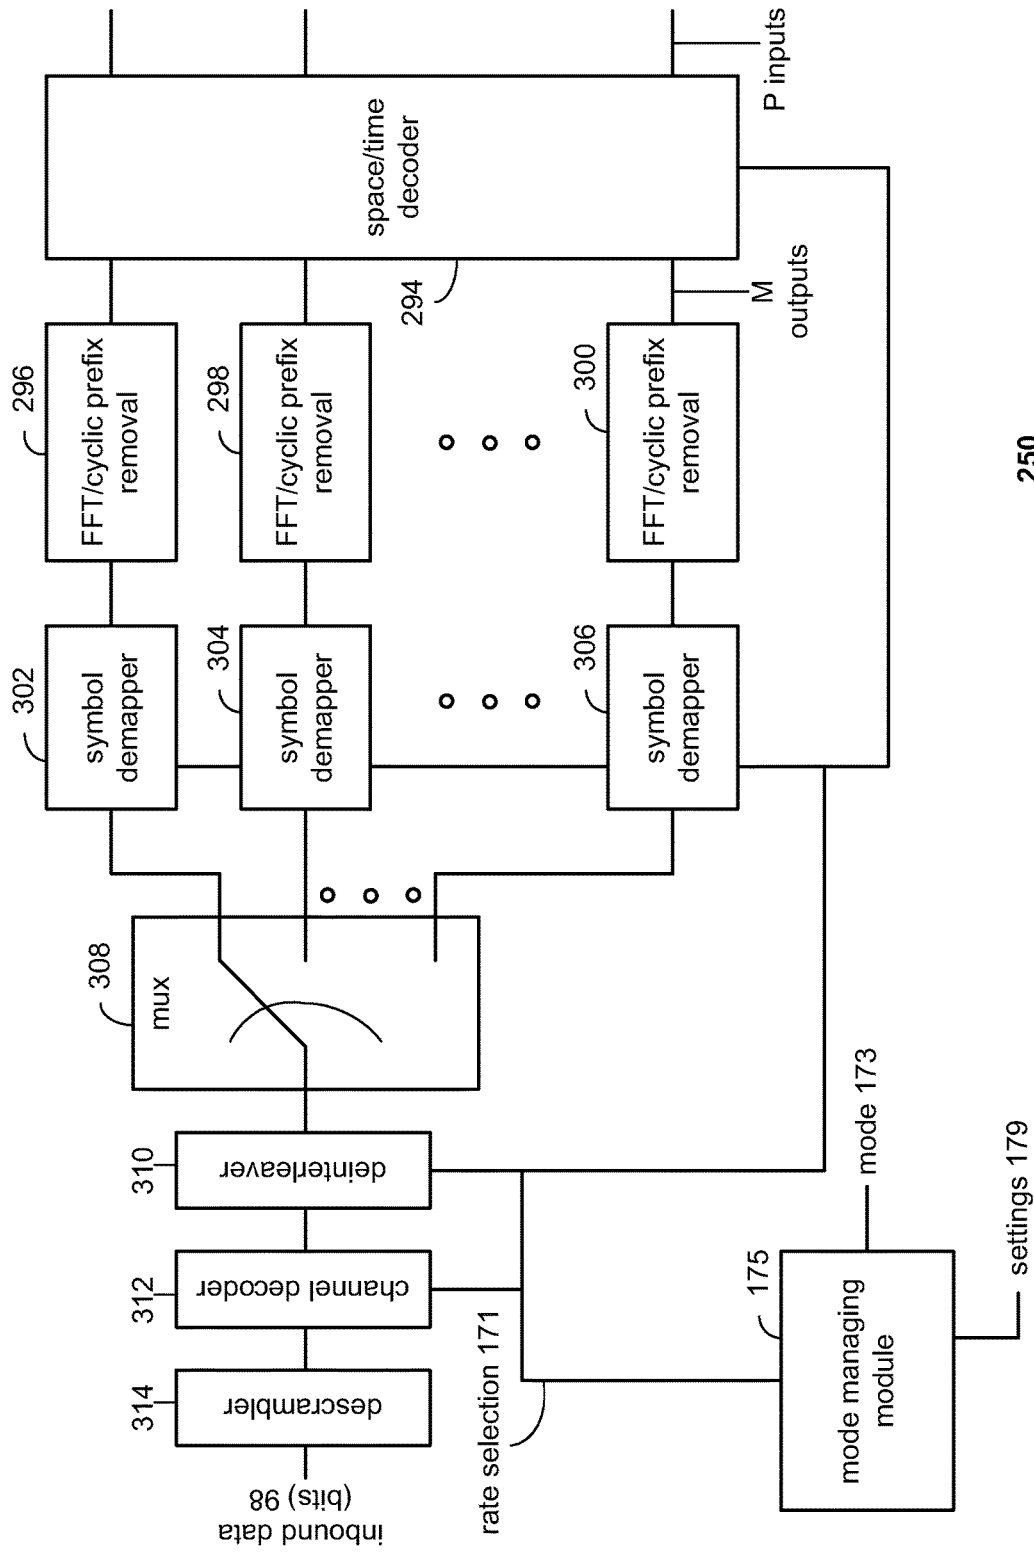 inbound data
(bits) 98
314
descrambler
312
channel decoder
310
deinterleaver
308
mux
302
symbol
demapper
304
symbol
demapper
306
symbol
demapper
296
FFT/cyclic prefix
removal
298
FFT/cyclic prefix
removal
300
FFT/cyclic prefix
removal
294
space/time
decoder
M
outputs
P inputs
rate selection 171
175
mode managing
module
mode 173
settings 179
250